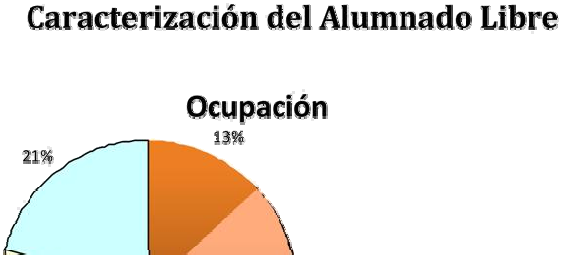 Caracterización del Alumnado Libre
Ocupación
13%
21%